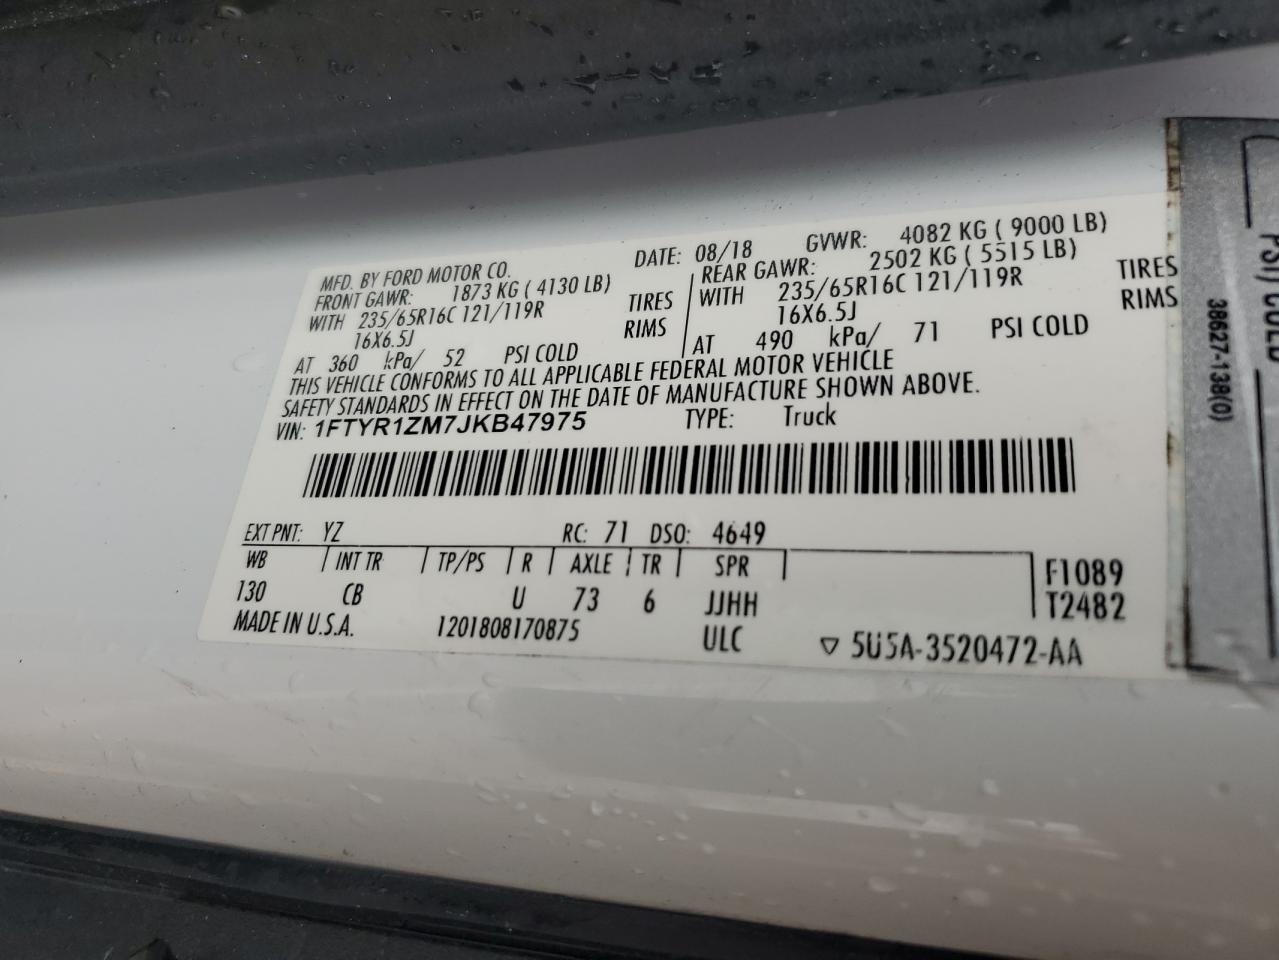 MFD. BY FORD MOTOR CO. DATE: 08/18 GVWR: 4082 KG ( 9000 LB)
FRONT GAWR: 1873 KG ( 4130 LB) REAR GAWR: 2502 KG ( 5515 LB)
WITH 235/65R16C 121/119R TIRES WITH 235/65R16C 121/119R TIRES
16X6.5J RIMS 16X6.5J RIMS
AT 360 kPa/ 52 PSI COLD AT 490 kPa/ 71 PSI COLD
THIS VEHICLE CONFORMS TO ALL APPLICABLE FEDERAL MOTOR VEHICLE
SAFETY STANDARDS IN EFFECT ON THE DATE OF MANUFACTURE SHOWN ABOVE.
VIN: 1FTYR1ZM7JKB47975 TYPE: Truck
EXT PNT: YZ RC: 71 DSO: 4649
WB INT TR TP/PS R AXLE TR SPR F1089
130 CB U 73 6 JJHH T2482
MADE IN U.S.A. 1201808170875 ULC ▽ 5U5A-3520472-AA
PSI) COLD
38627-138(0)